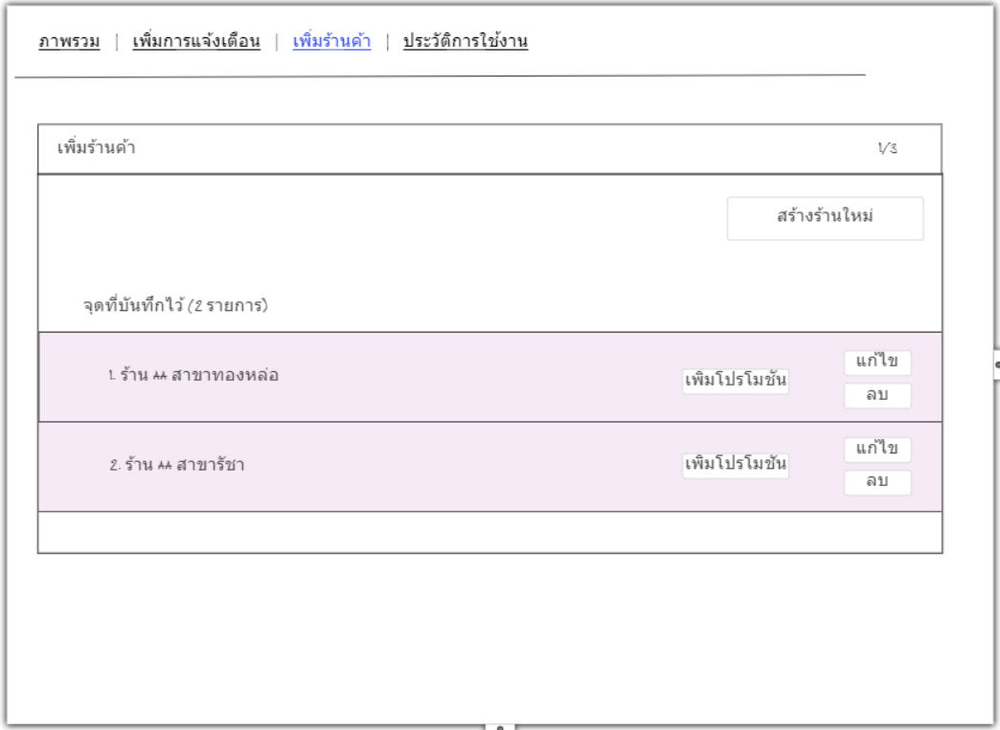 ภาพรวม | เพิ่มการแจ้งเตือน | เพิ่มร้านค้า | ประวัติการใช้งาน
เพิ่มร้านค้า 1/3
สร้างร้านใหม่
จุดที่บันทึกไว้ (2 รายการ)
1. ร้าน AA สาขาทองหล่อ
เพิ่มโปรโมชัน
แก้ไข
ลบ
2. ร้าน AA สาขารัชา
เพิ่มโปรโมชัน
แก้ไข
ลบ